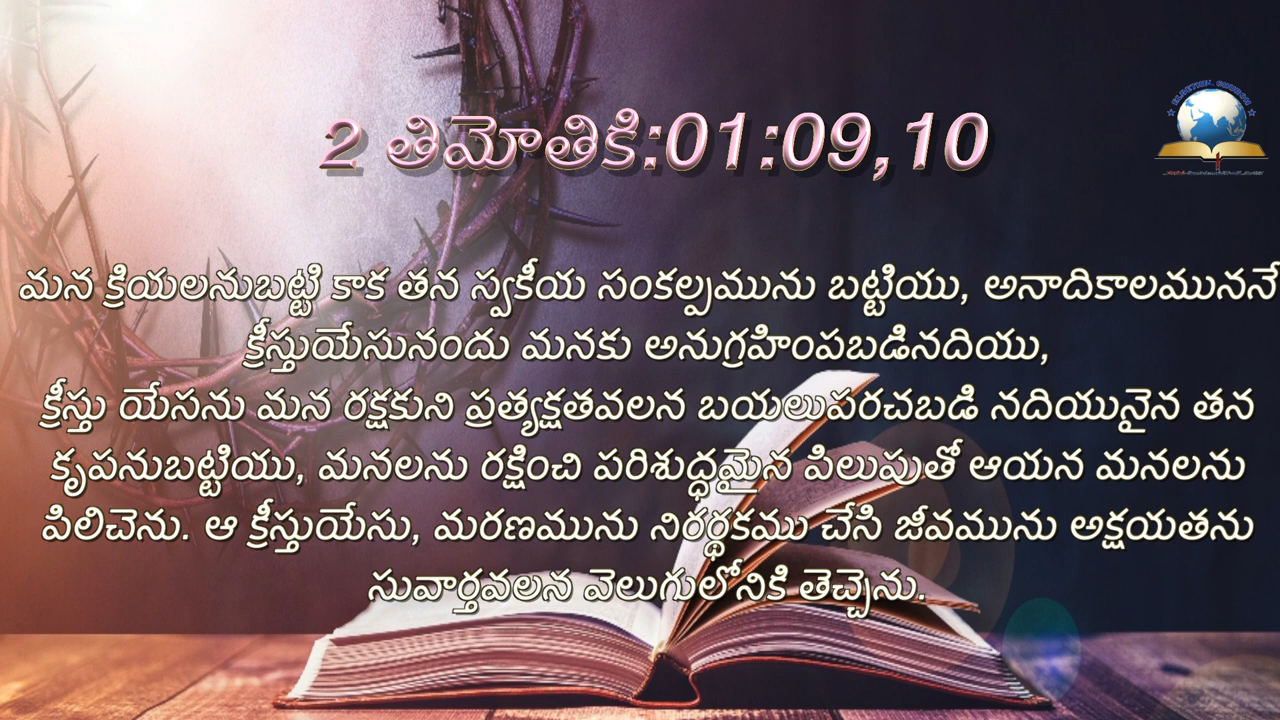 2 తిమోతికి:01:09,10
మన క్రియలనుబట్టి కాక తన స్వకీయ సంకల్పమును బట్టియు, అనాదికాలముననే
క్రీస్తుయేసునందు మనకు అనుగ్రహింపబడినదియు,
క్రీస్తు యేసను మన రక్షకుని ప్రత్యక్షతవలన బయలుపరచబడి నదియునైన తన
కృపనుబట్టియు, మనలను రక్షించి పరిశుద్ధమైన పిలుపుతో ఆయన మనలను
పిలిచెను. ఆ క్రీస్తుయేసు, మరణమును నిరర్థకము చేసి జీవమును అక్షయతను
సువార్తవలన వెలుగులోనికి తెచ్చెను.